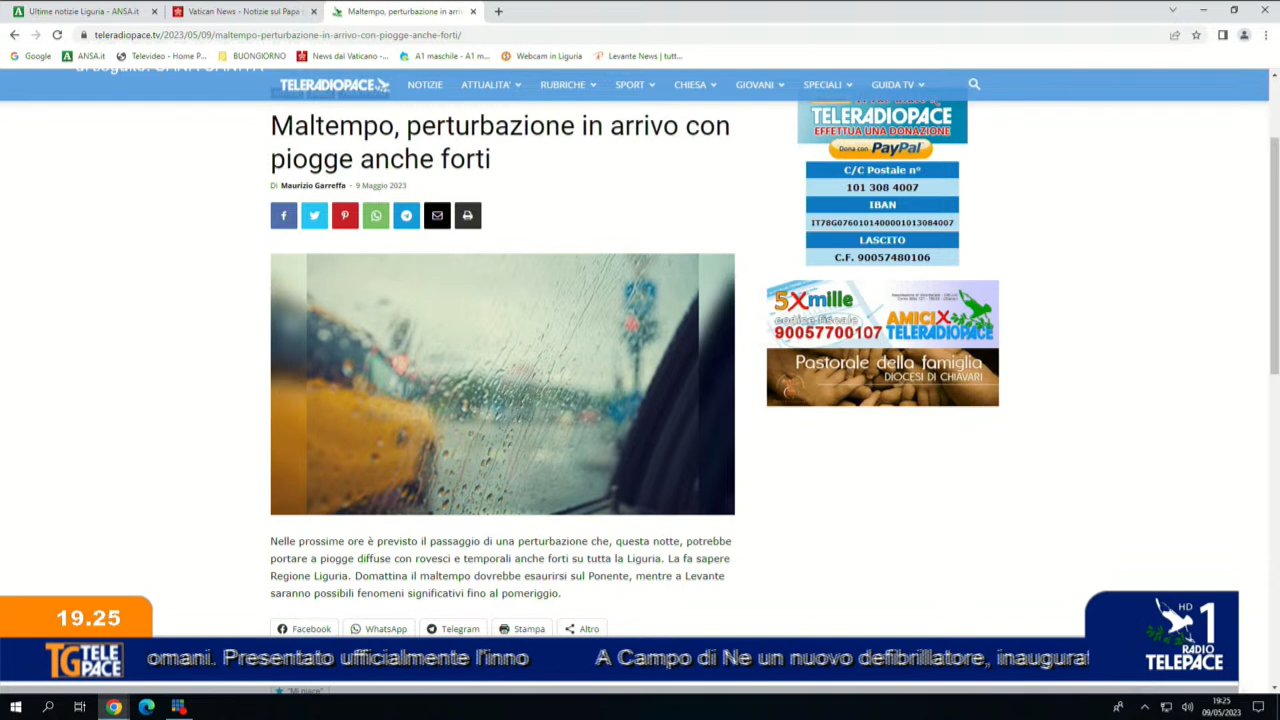 Ultime notizie Liguria - ANSA.it
Vatican News - Notizie sul Papa s
Maltempo, perturbazione in arriv
teleradiopace.tv/2023/05/09/maltempo-perturbazione-in-arrivo-con-piogge-anche-forti/
Google
ANSA.it
Televideo - Home P...
BUONGIORNO
News dal Vaticano -...
A1 maschile - A1 m...
Webcam in Liguria
Levante News | tutt...
TELERADIOPACE
NOTIZIE
ATTUALITA'
RUBRICHE
SPORT
CHIESA
GIOVANI
SPECIALI
GUIDA TV
Maltempo, perturbazione in arrivo con
piogge anche forti
Di Maurizio Garreffa - 9 Maggio 2023
TELERADIOPACE
EFFETTUA UNA DONAZIONE
Dona con PayPal
C/C Postale n°
101 308 4007
IBAN
IT78G0760101400001013084007
LASCITO
C.F. 90057480106
5Xmille
codice fiscale
90057700107
AMICIX
TELERADIOPACE
Pastorale della famiglia
DIOCESI DI CHIAVARI
Nelle prossime ore è previsto il passaggio di una perturbazione che, questa notte, potrebbe
portare a piogge diffuse con rovesci e temporali anche forti su tutta la Liguria. La fa sapere
Regione Liguria. Domattina il maltempo dovrebbe esaurirsi sul Ponente, mentre a Levante
saranno possibili fenomeni significativi fino al pomeriggio.
Facebook
WhatsApp
Telegram
Stampa
Altro
19.25
TG TELE PACE
omani. Presentato ufficialmente l'inno
A Campo di Ne un nuovo defibrillatore, inaugura
HD 1
RADIO
TELEPACE
"Mi piace"
19:25
09/05/2023